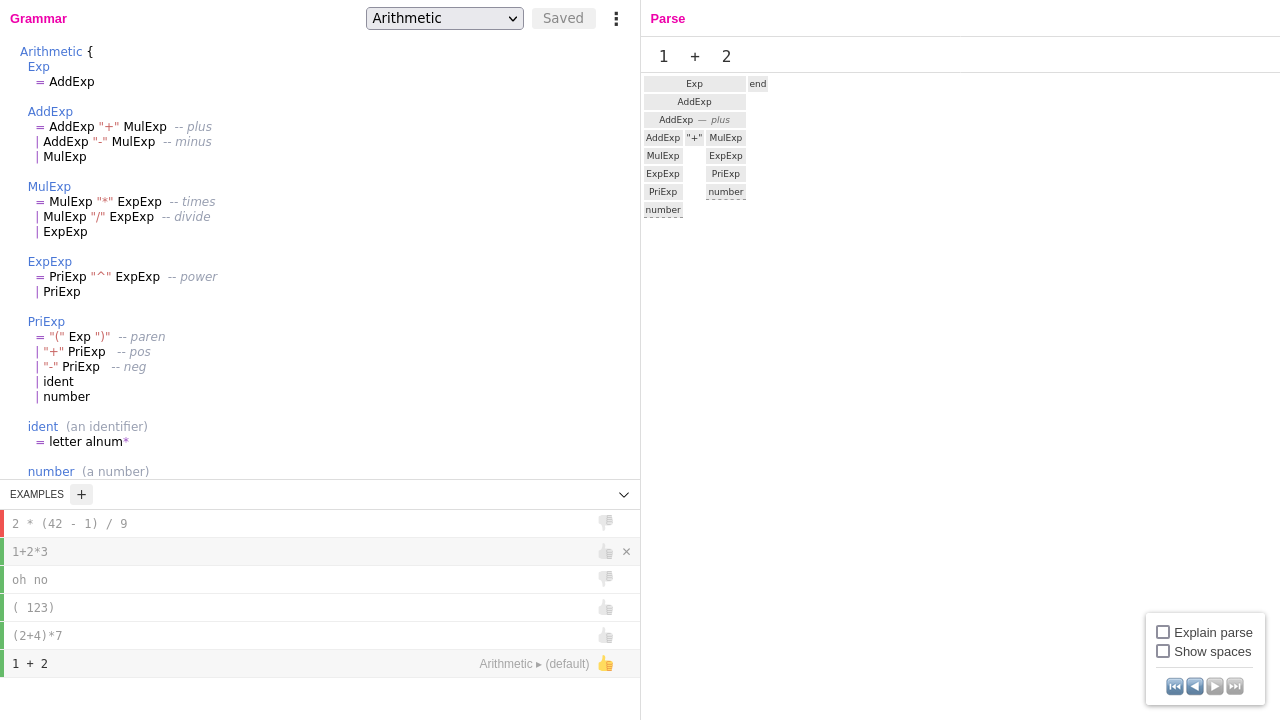 Grammar
Arithmetic
Saved
Arithmetic {
Exp
= AddExp
AddExp
= AddExp "+" MulExp -- plus
| AddExp "-" MulExp -- minus
| MulExp
MulExp
= MulExp "*" ExpExp -- times
| MulExp "/" ExpExp -- divide
| ExpExp
ExpExp
= PriExp "^" ExpExp -- power
| PriExp
PriExp
= "(" Exp ")" -- paren
| "+" PriExp -- pos
| "-" PriExp -- neg
| ident
| number
ident (an identifier)
= letter alnum*
number (a number)
EXAMPLES +
2 * (42 - 1) / 9
1+2*3
oh no
( 123)
(2+4)*7
1 + 2 Arithmetic ▸ (default)
Parse
1 + 2
Exp end
AddExp
AddExp — plus
AddExp "+" MulExp
MulExp ExpExp
ExpExp PriExp
PriExp number
number
Explain parse
Show spaces